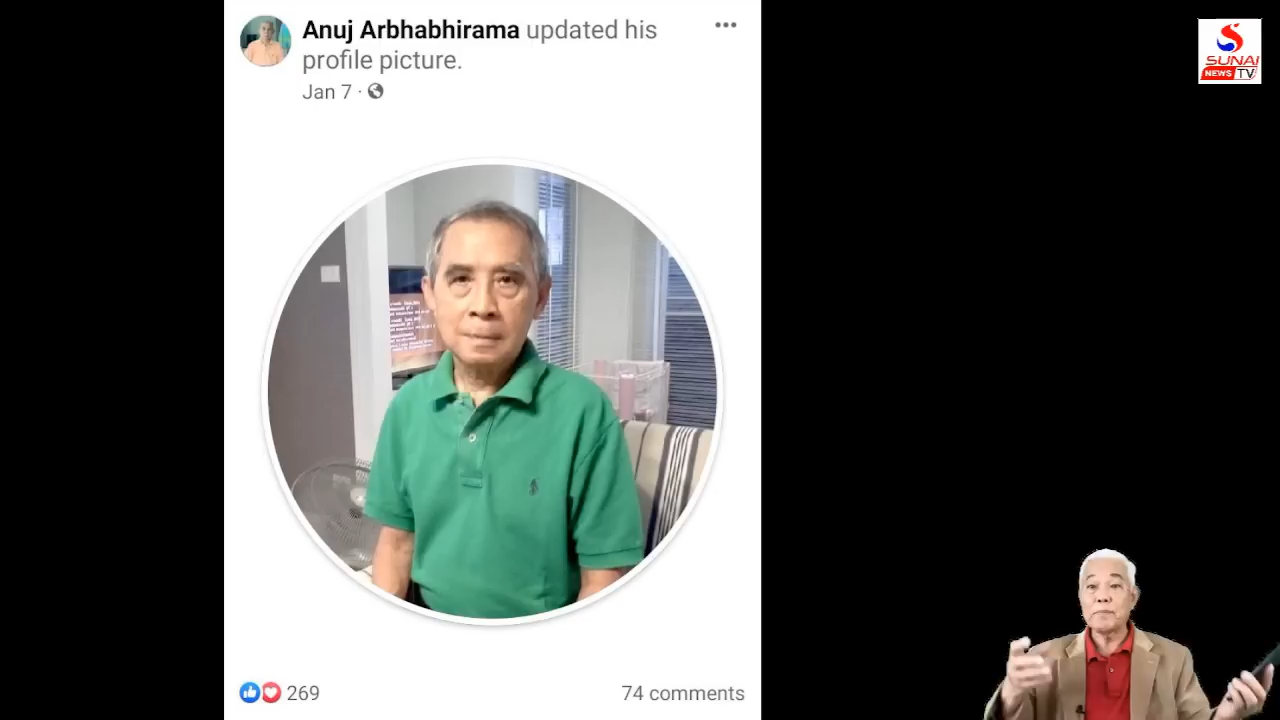 Anuj Arbhabhirama updated his
profile picture.
Jan 7 ·
269
74 comments
SUNAI
NEWS TV